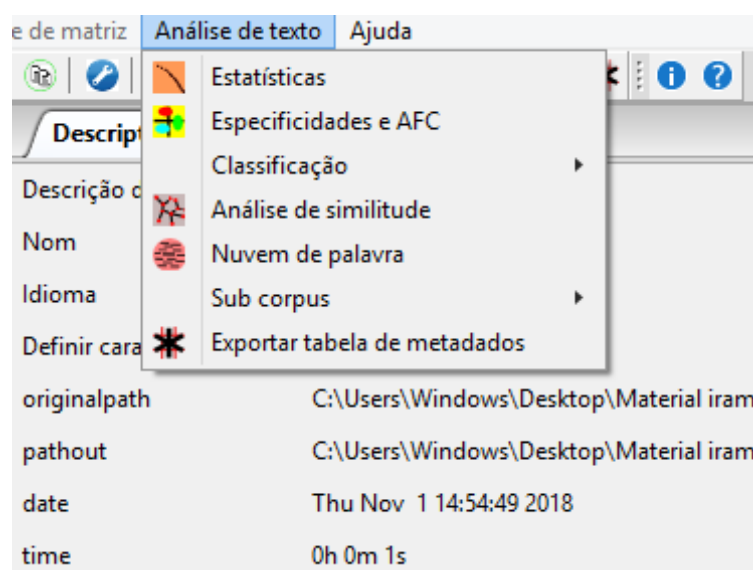 e de matriz Análise de texto Ajuda
Estatísticas
Descript
Especificidades e AFC
Classificação
Descrição d
Análise de similitude
Nom
Nuvem de palavra
Idioma
Sub corpus
Definir cara
Exportar tabela de metadados
originalpath C:\Users\Windows\Desktop\Material iram
pathout C:\Users\Windows\Desktop\Material iram
date Thu Nov 1 14:54:49 2018
time 0h 0m 1s